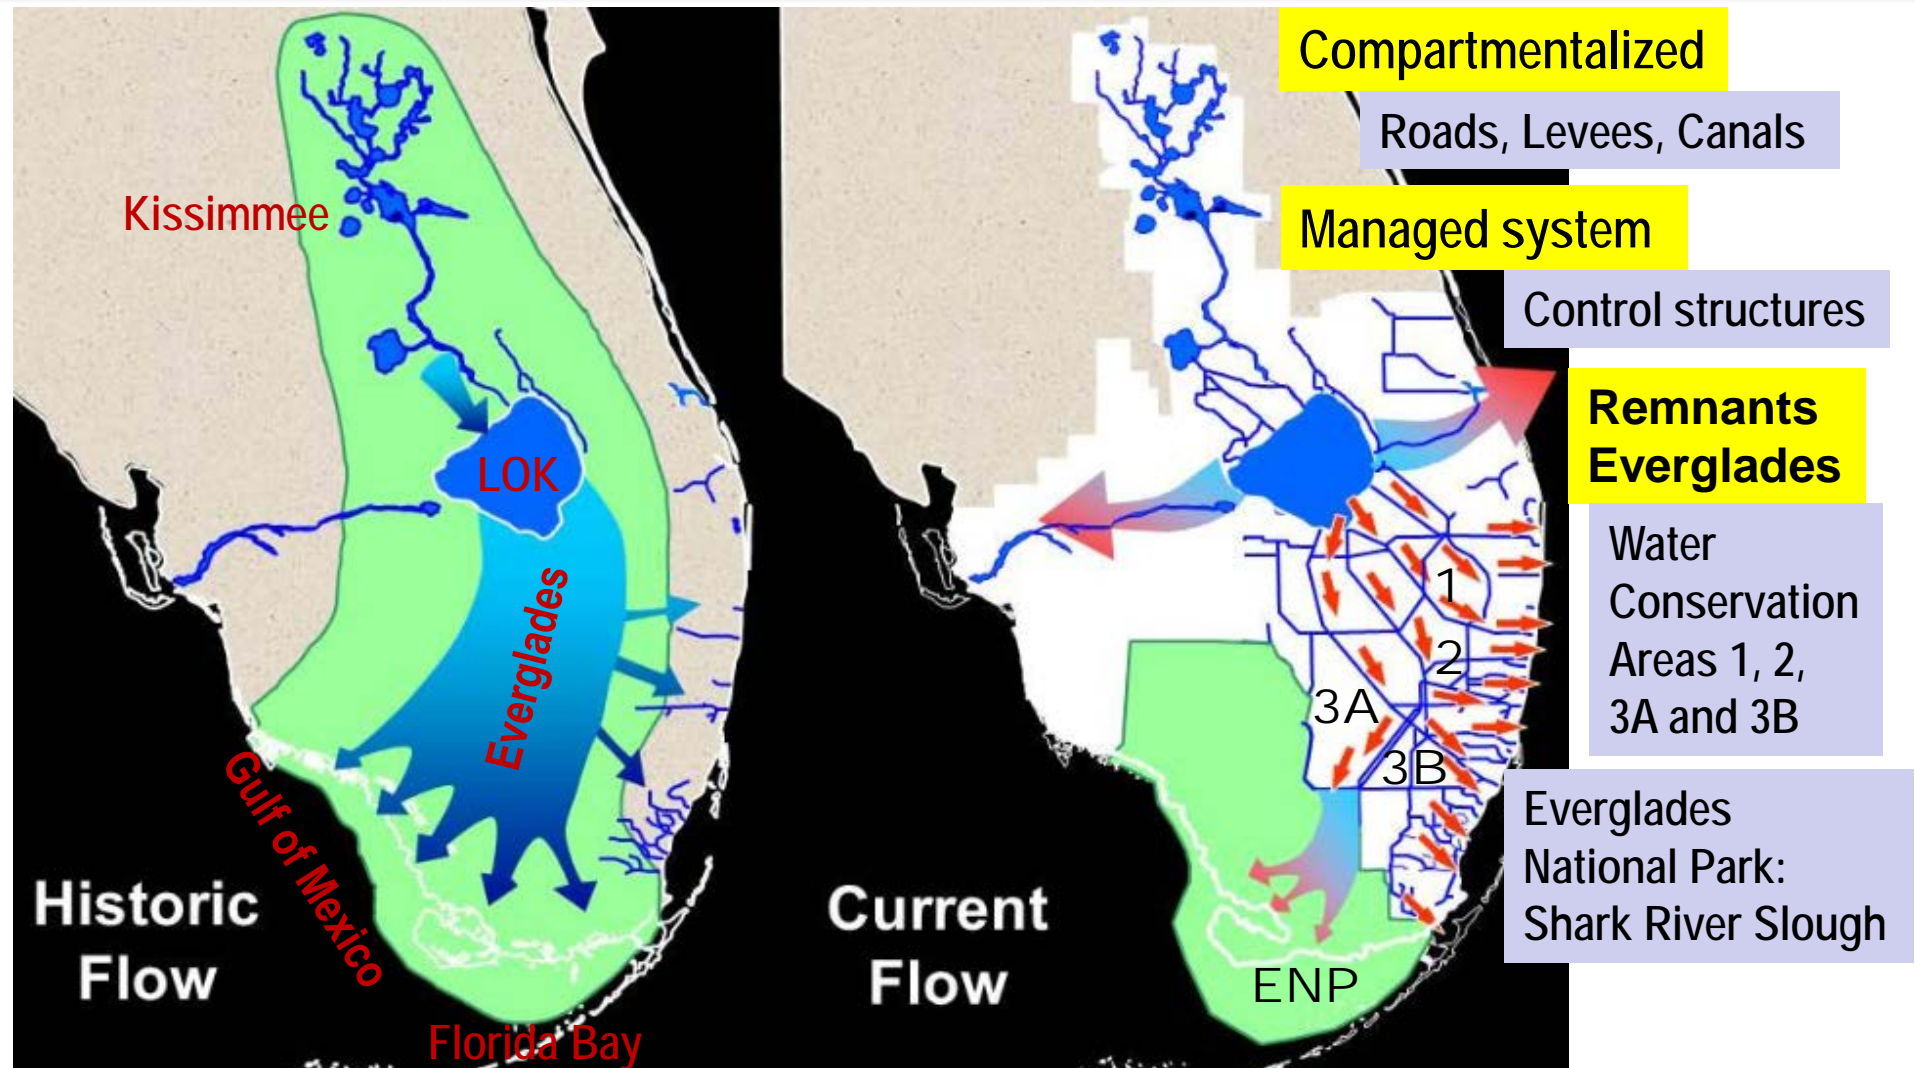 Kissimmee
LOK
Everglades
Gulf of Mexico
Florida Bay
Historic
Flow
1
2
3A
3B
ENP
Current
Flow
Compartmentalized
Roads, Levees, Canals
Managed system
Control structures
Remnants
Everglades
Water
Conservation
Areas 1, 2,
3A and 3B
Everglades
National Park:
Shark River Slough